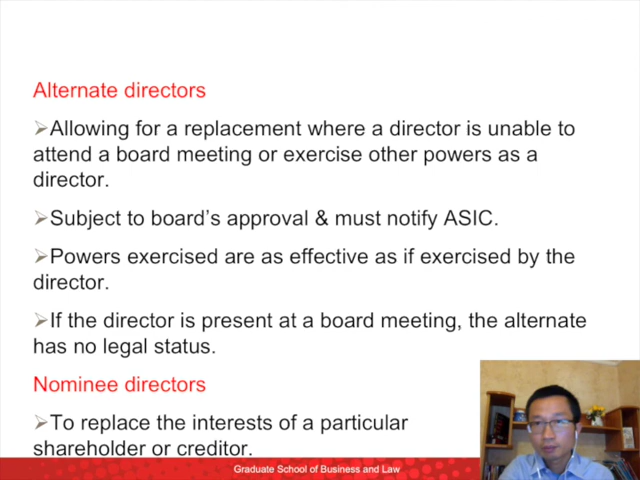 Alternate directors
➢Allowing for a replacement where a director is unable to
attend a board meeting or exercise other powers as a
director.
➢Subject to board's approval & must notify ASIC.
➢Powers exercised are as effective as if exercised by the
director.
➢If the director is present at a board meeting, the alternate
has no legal status.
Nominee directors
➢To replace the interests of a particular
shareholder or creditor.
Graduate School of Business and Law